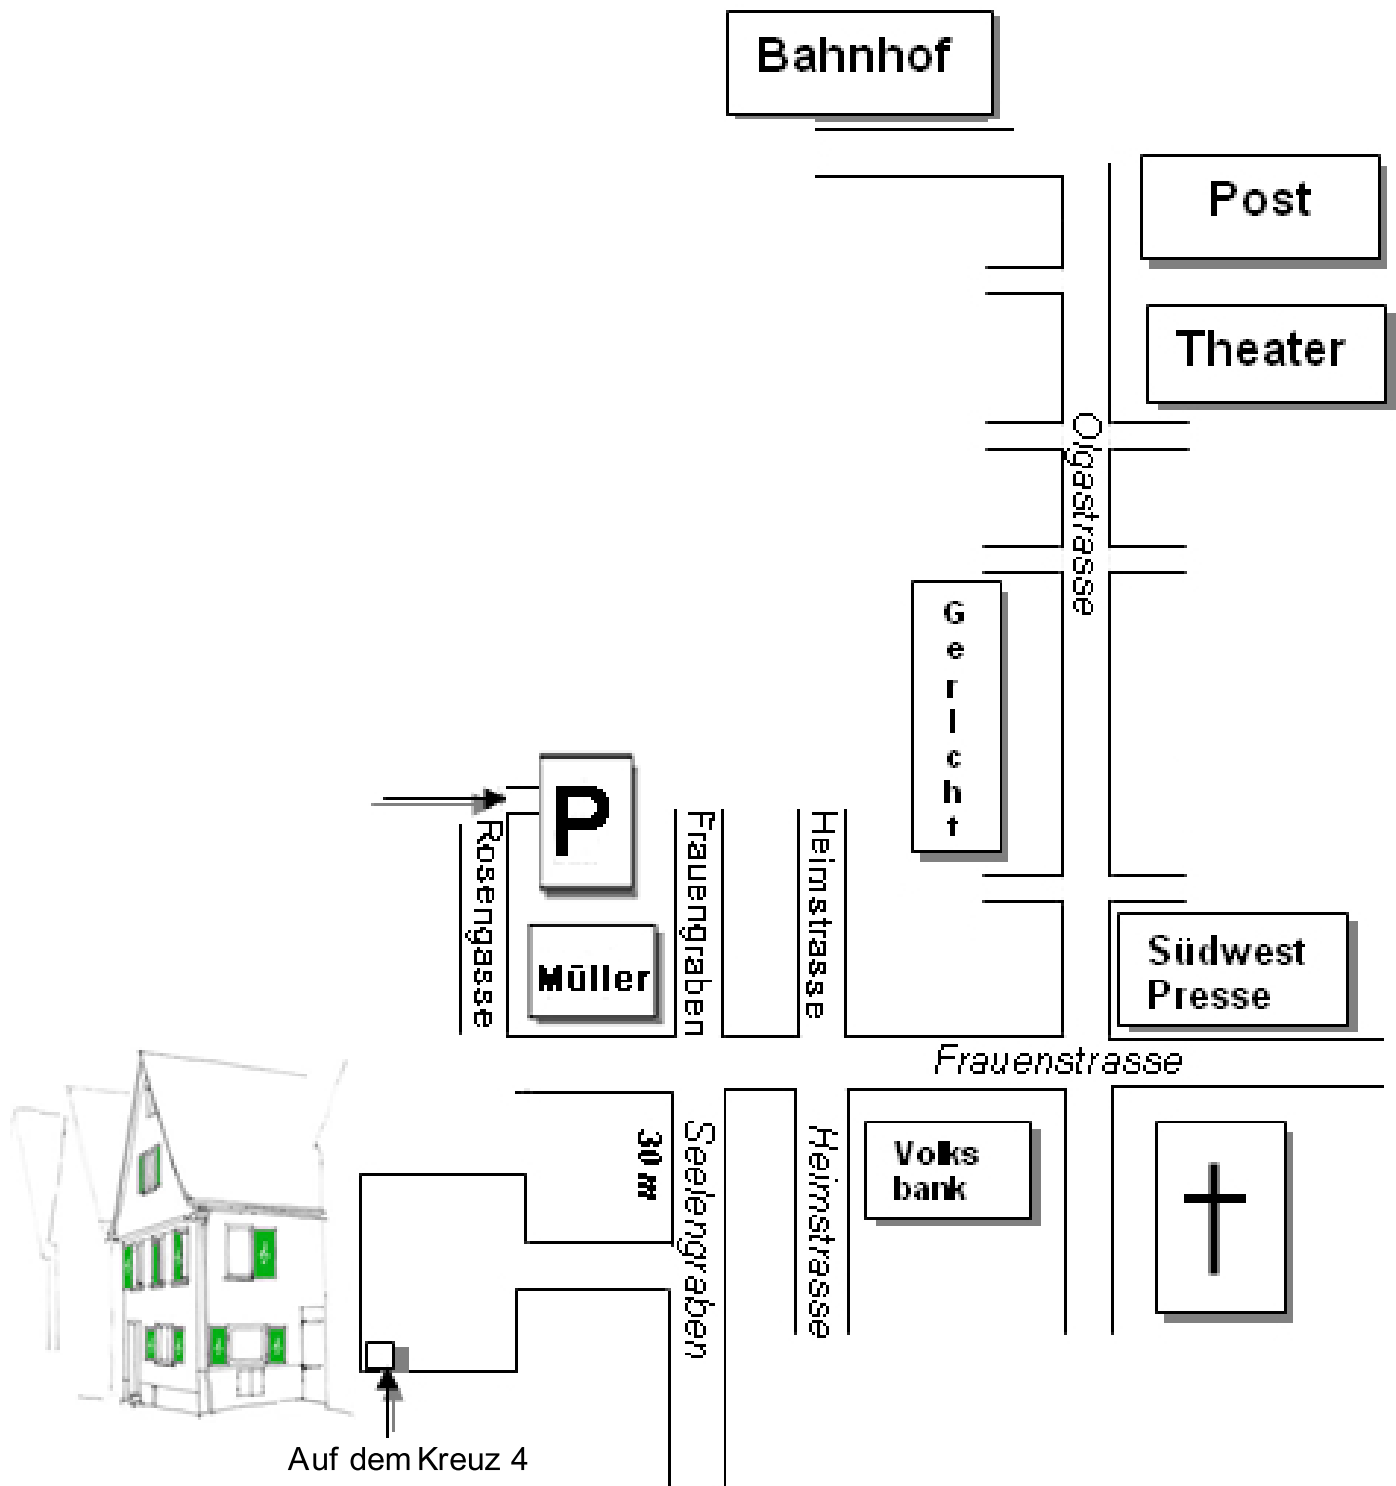 Bahnhof
Post
Theater
Olgastrasse
GerIcht
P
Rosengasse
Frauengraben
Heimstrasse
Müller
Südwest
Presse
Frauenstrasse
30 m
Seelengraben
Heimstrasse
Volks
bank
Auf dem Kreuz 4